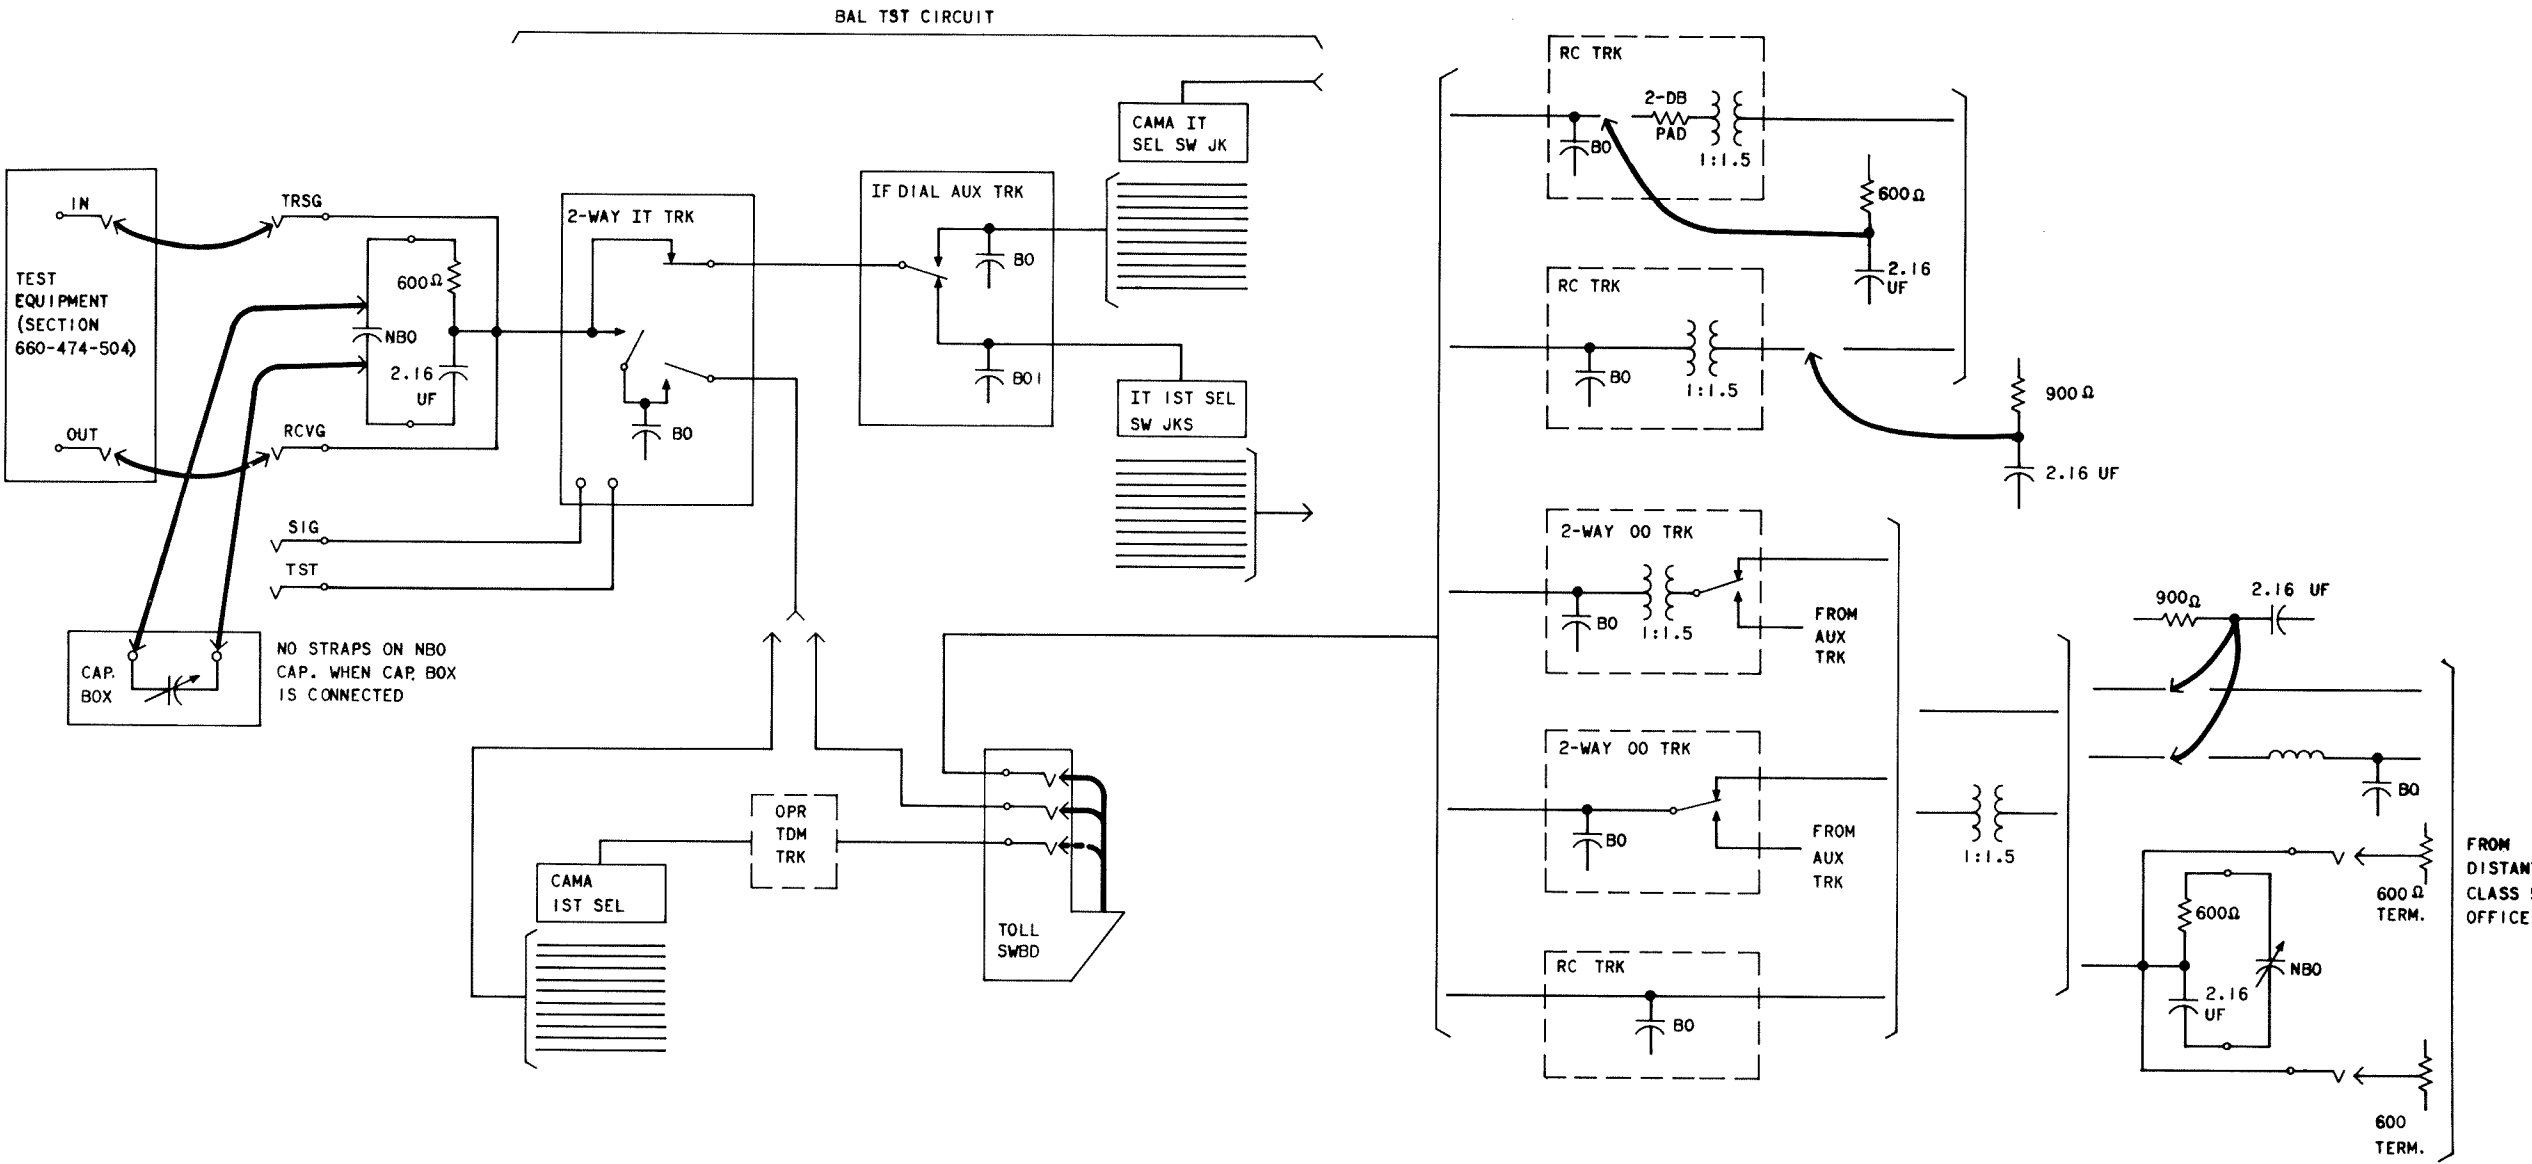 BAL TST CIRCUIT
IN
TRSG
TEST
EQUIPMENT
(SECTION
660-474-504)
OUT
RCVG
600Ω
NBO
2.16
UF
SIG
TST
CAP.
BOX
NO STRAPS ON NBO
CAP. WHEN CAP. BOX
IS CONNECTED
2-WAY IT TRK
BO
IF DIAL AUX TRK
BO
BO1
CAMA IT
SEL SW JK
IT 1ST SEL
SW JKS
OPR
TDM
TRK
CAMA
1ST SEL
TOLL
SWBD
RC TRK
2-DB
PAD
BO
1:1.5
600Ω
2.16
UF
RC TRK
BO
1:1.5
900Ω
2.16 UF
2-WAY OO TRK
BO
1:1.5
FROM
AUX
TRK
2-WAY OO TRK
BO
FROM
AUX
TRK
RC TRK
BO
1:1.5
900Ω
2.16 UF
BO
600Ω
TERM.
600Ω
NBO
2.16
UF
600
TERM.
FROM
DISTAN
CLASS
OFFICE